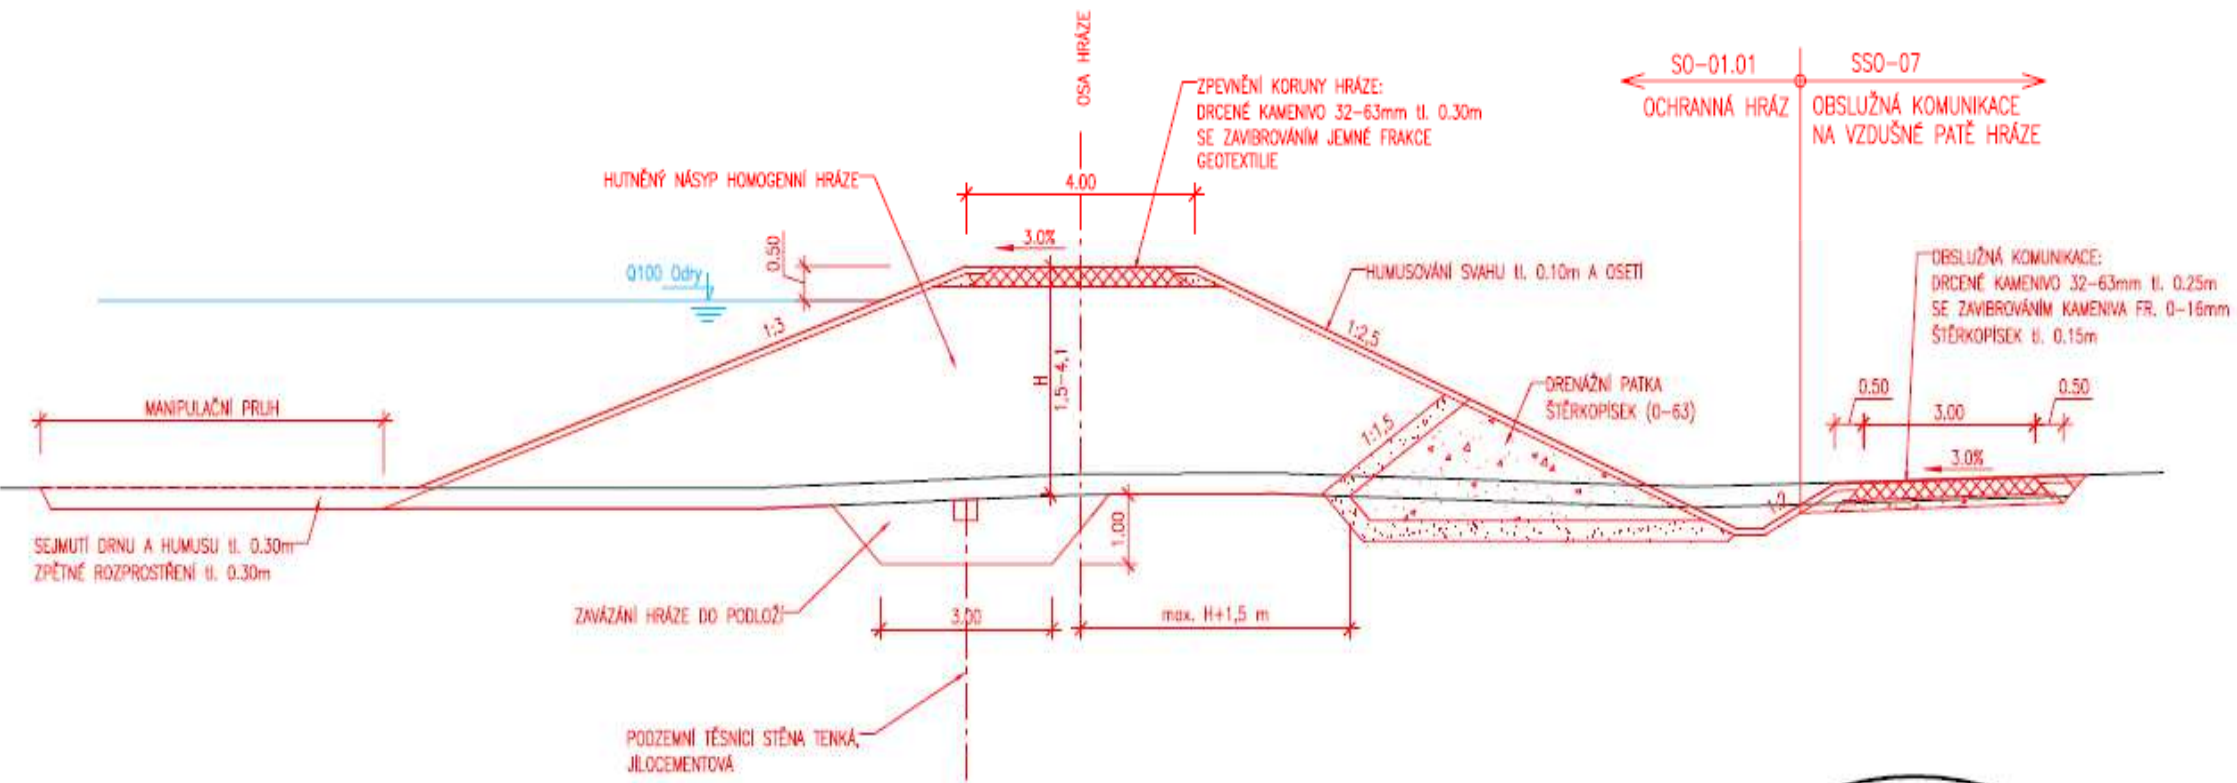 OSA HRÁZE
ZPEVNĚNÍ KORUNY HRÁZE:
DRCENÉ KAMENIVO 32-63mm tl. 0.30m
SE ZAVIBROVÁNÍM JEMNÉ FRAKCE
GEOTEXTILIE
SO-01.01
SSO-07
OCHRANNÁ HRÁZ
OBSLUŽNÁ KOMUNIKACE
NA VZDUŠNÉ PATĚ HRÁZE
HUTNĚNÝ NÁSYP HOMOGENNÍ HRÁZE
4.00
3.0%
0.50
Q100 Odry
1:3
HUMUSOVÁNÍ SVAHU tl. 0.10m A OSETÍ
1:2,5
OBSLUŽNÁ KOMUNIKACE:
DRCENÉ KAMENIVO 32-63mm tl. 0.25m
SE ZAVIBROVÁNÍM KAMENIVA FR. 0-16mm
ŠTĚRKOPÍSEK tl. 0.15m
H
1,5-4,1
DRENÁŽNÍ PATKA
ŠTĚRKOPÍSEK (0-63)
1:1,5
0.50
3.00
0.50
3.0%
1:2
MANIPULAČNÍ PRUH
SEJMUTÍ DRNU A HUMUSU tl. 0.30m
ZPĚTNÉ ROZPROSTŘENÍ tl. 0.30m
1.00
ZAVÁZÁNÍ HRÁZE DO PODLOŽÍ
3.00
max. H+1,5 m
PODZEMNÍ TĚSNÍCÍ STĚNA TENKÁ,
JÍLOCEMENTOVÁ